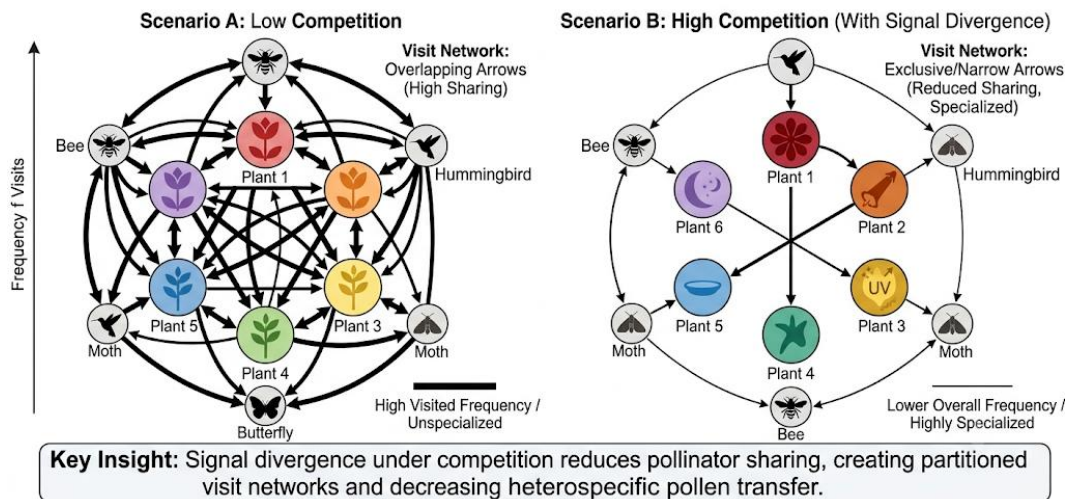 Scenario A: Low Competition
Visit Network:
Overlapping Arrows
(High Sharing)
Frequency f Visits
Bee
Hummingbird
Plant 1
Plant 5
Plant 3
Plant 4
Moth
Moth
Butterfly
High Visited Frequency /
Unspecialized
Scenario B: High Competition (With Signal Divergence)
Visit Network:
Exclusive/Narrow Arrows
(Reduced Sharing,
Specialized)
Bee
Hummingbird
Plant 1
Plant 6
Plant 2
UV
Plant 5
Plant 3
Plant 4
Moth
Moth
Bee
Lower Overall Frequency /
Highly Specialized
Key Insight: Signal divergence under competition reduces pollinator sharing, creating partitioned
visit networks and decreasing heterospecific pollen transfer.